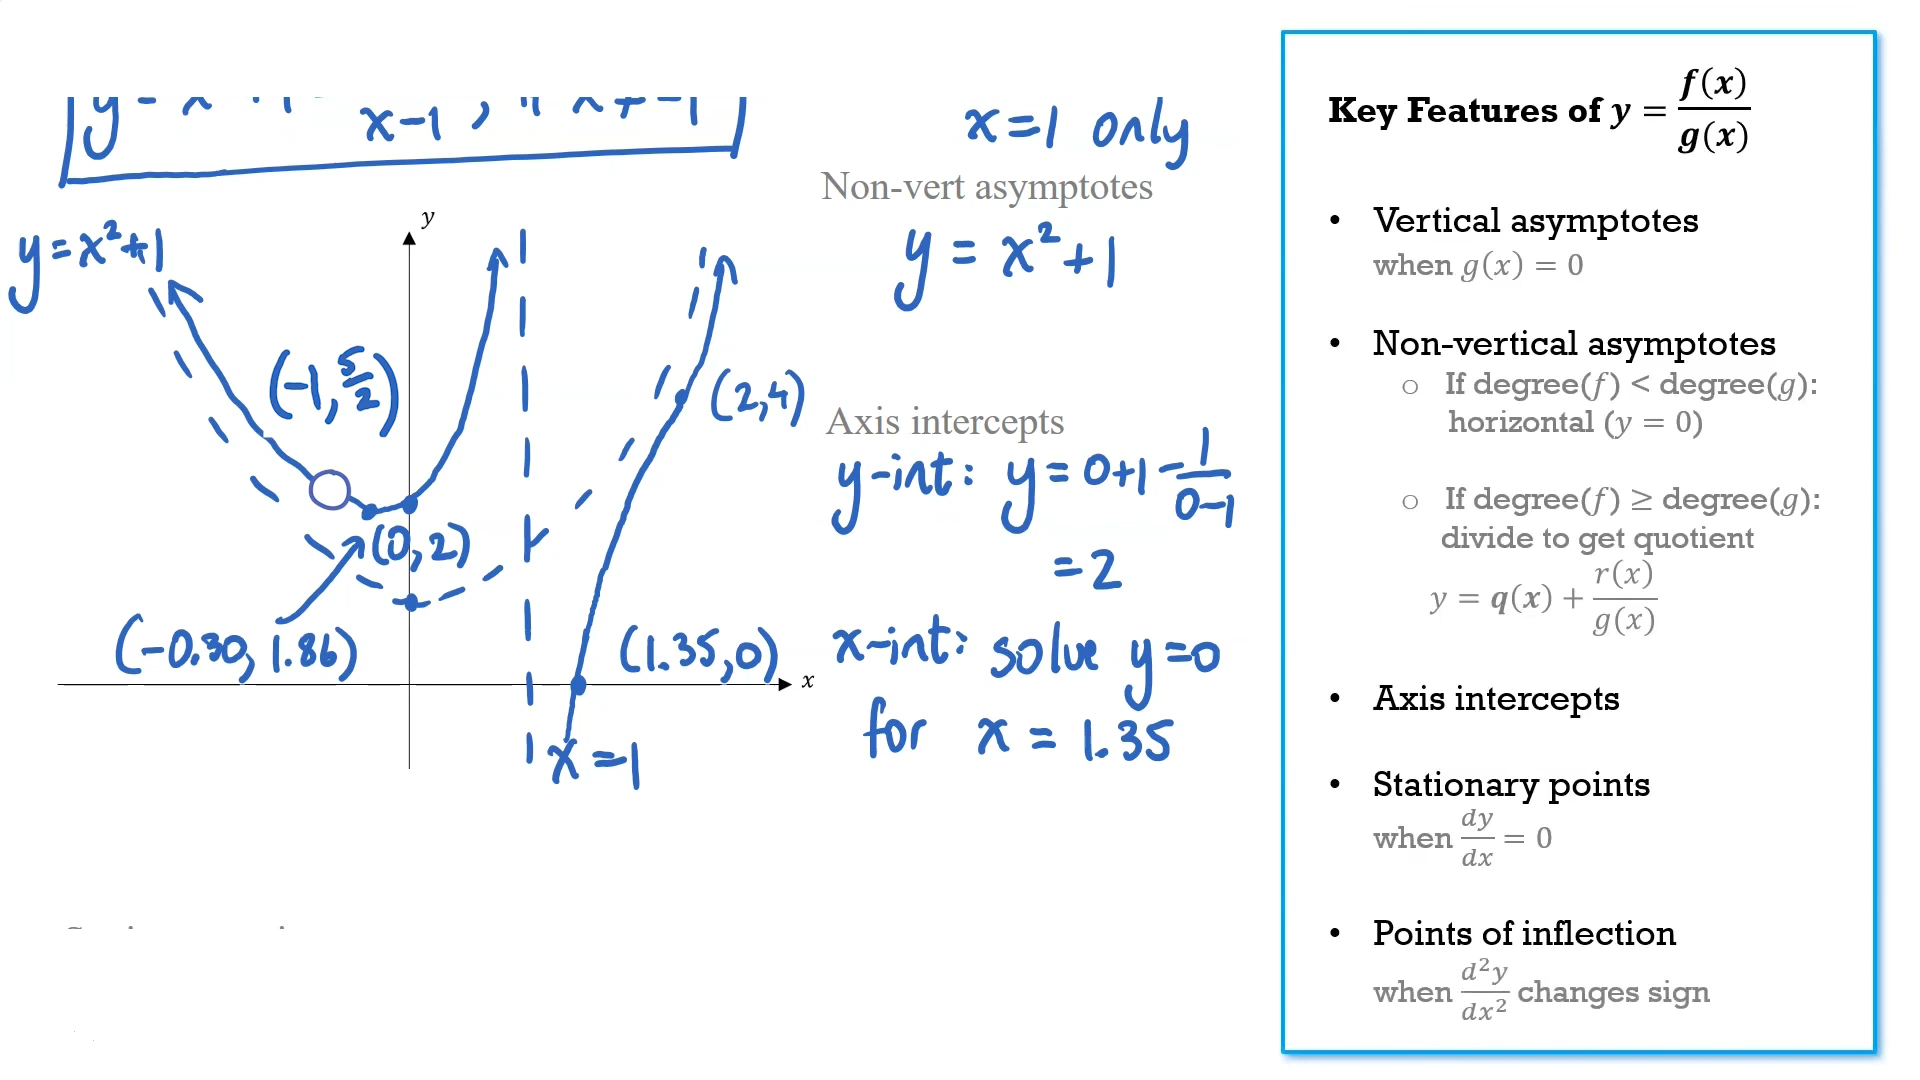 x-1 ,
x=1 only
Non-vert asymptotes
y = x²+1
Axis intercepts
y-int: y = 0+1 - 1/(0-1)
= 2
x-int: solve y=0
for x = 1.35
y
y=x²+1
(-1, 5/2)
(2,4)
(0,2)
(-0.30, 1.86)
(1.35,0)
x
x=1
Key Features of y = f(x)/g(x)
• Vertical asymptotes
when g(x) = 0
• Non-vertical asymptotes
○ If degree(f) < degree(g):
horizontal (y = 0)
○ If degree(f) ≥ degree(g):
divide to get quotient
y = q(x) + r(x)/g(x)
• Axis intercepts
• Stationary points
when dy/dx = 0
• Points of inflection
when d²y/dx² changes sign